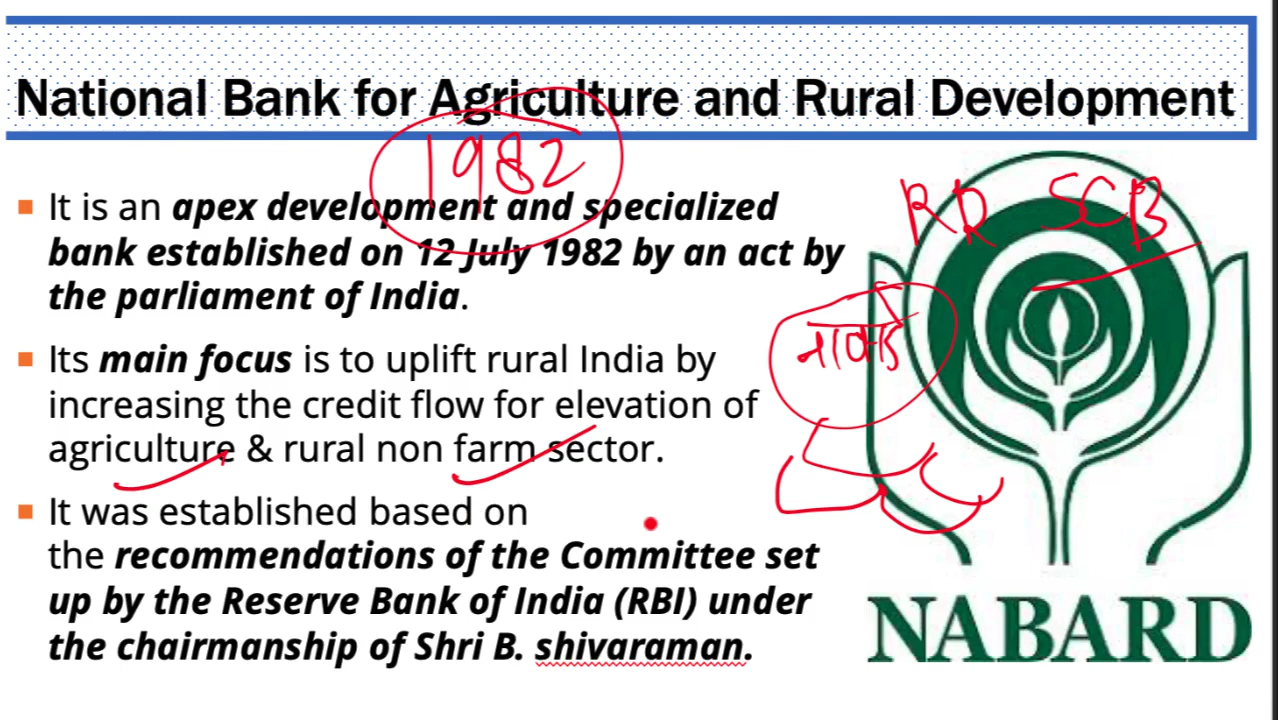 National Bank for Agriculture and Rural Development
1982
It is an apex development and specialized
bank established on 12 July 1982 by an act by
the parliament of India.
RD SCB
Its main focus is to uplift rural India by
increasing the credit flow for elevation of
agriculture & rural non farm sector.
It was established based on
the recommendations of the Committee set
up by the Reserve Bank of India (RBI) under
the chairmanship of Shri B. shivaraman.
NABARD